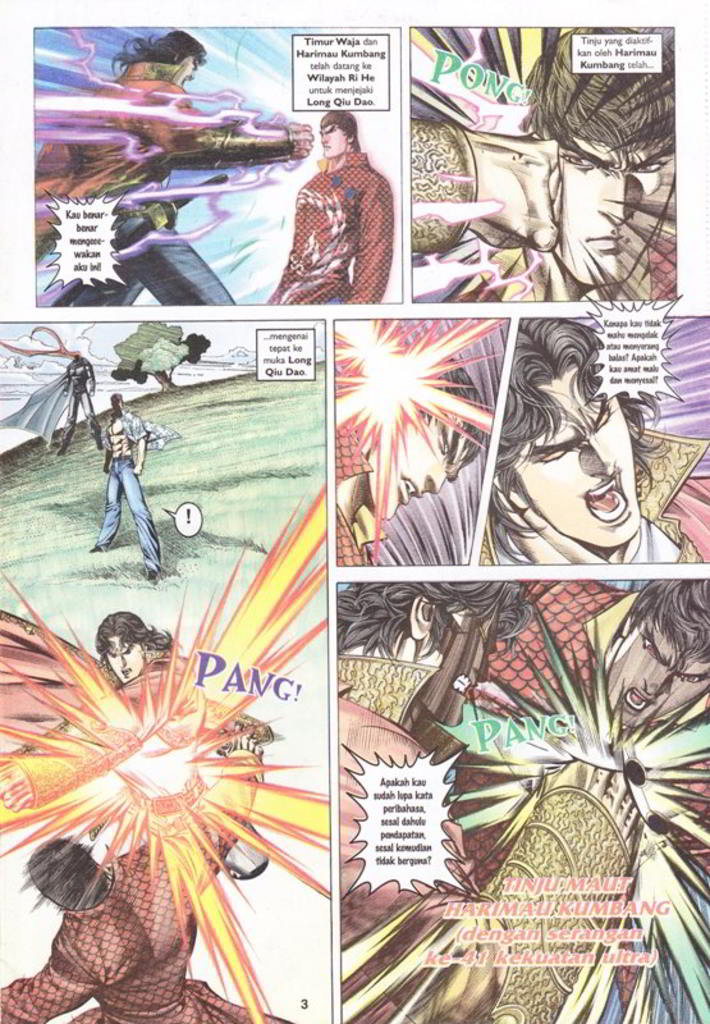 Timur Waja dan
Harimau Kumbang
telah datang ke
Wilayah Ri He
untuk menjejaki
Long Qiu Dao.
Kau benar-
benar
mengece-
wakan
aku ini!
Tinju yang diaktif-
kan oleh Harimau
Kumbang telah...
PONG!
...mengenai
tepat ke
muka Long
Qiu Dao.
!
Kenapa kau tidak
mahu mengelak
atau menyerang
balas? Apakah
kau amat malu
dan menyesal?
PANG!
PANG!
Apakah kau
sudah lupa kata
peribahasa,
sesal dahulu
pendapatan,
sesal kemudian
tidak berguna?
TINJU MAUT
HARIMAU KUMBANG
(dengan serangan
ke-41 kekuatan ultra)
3